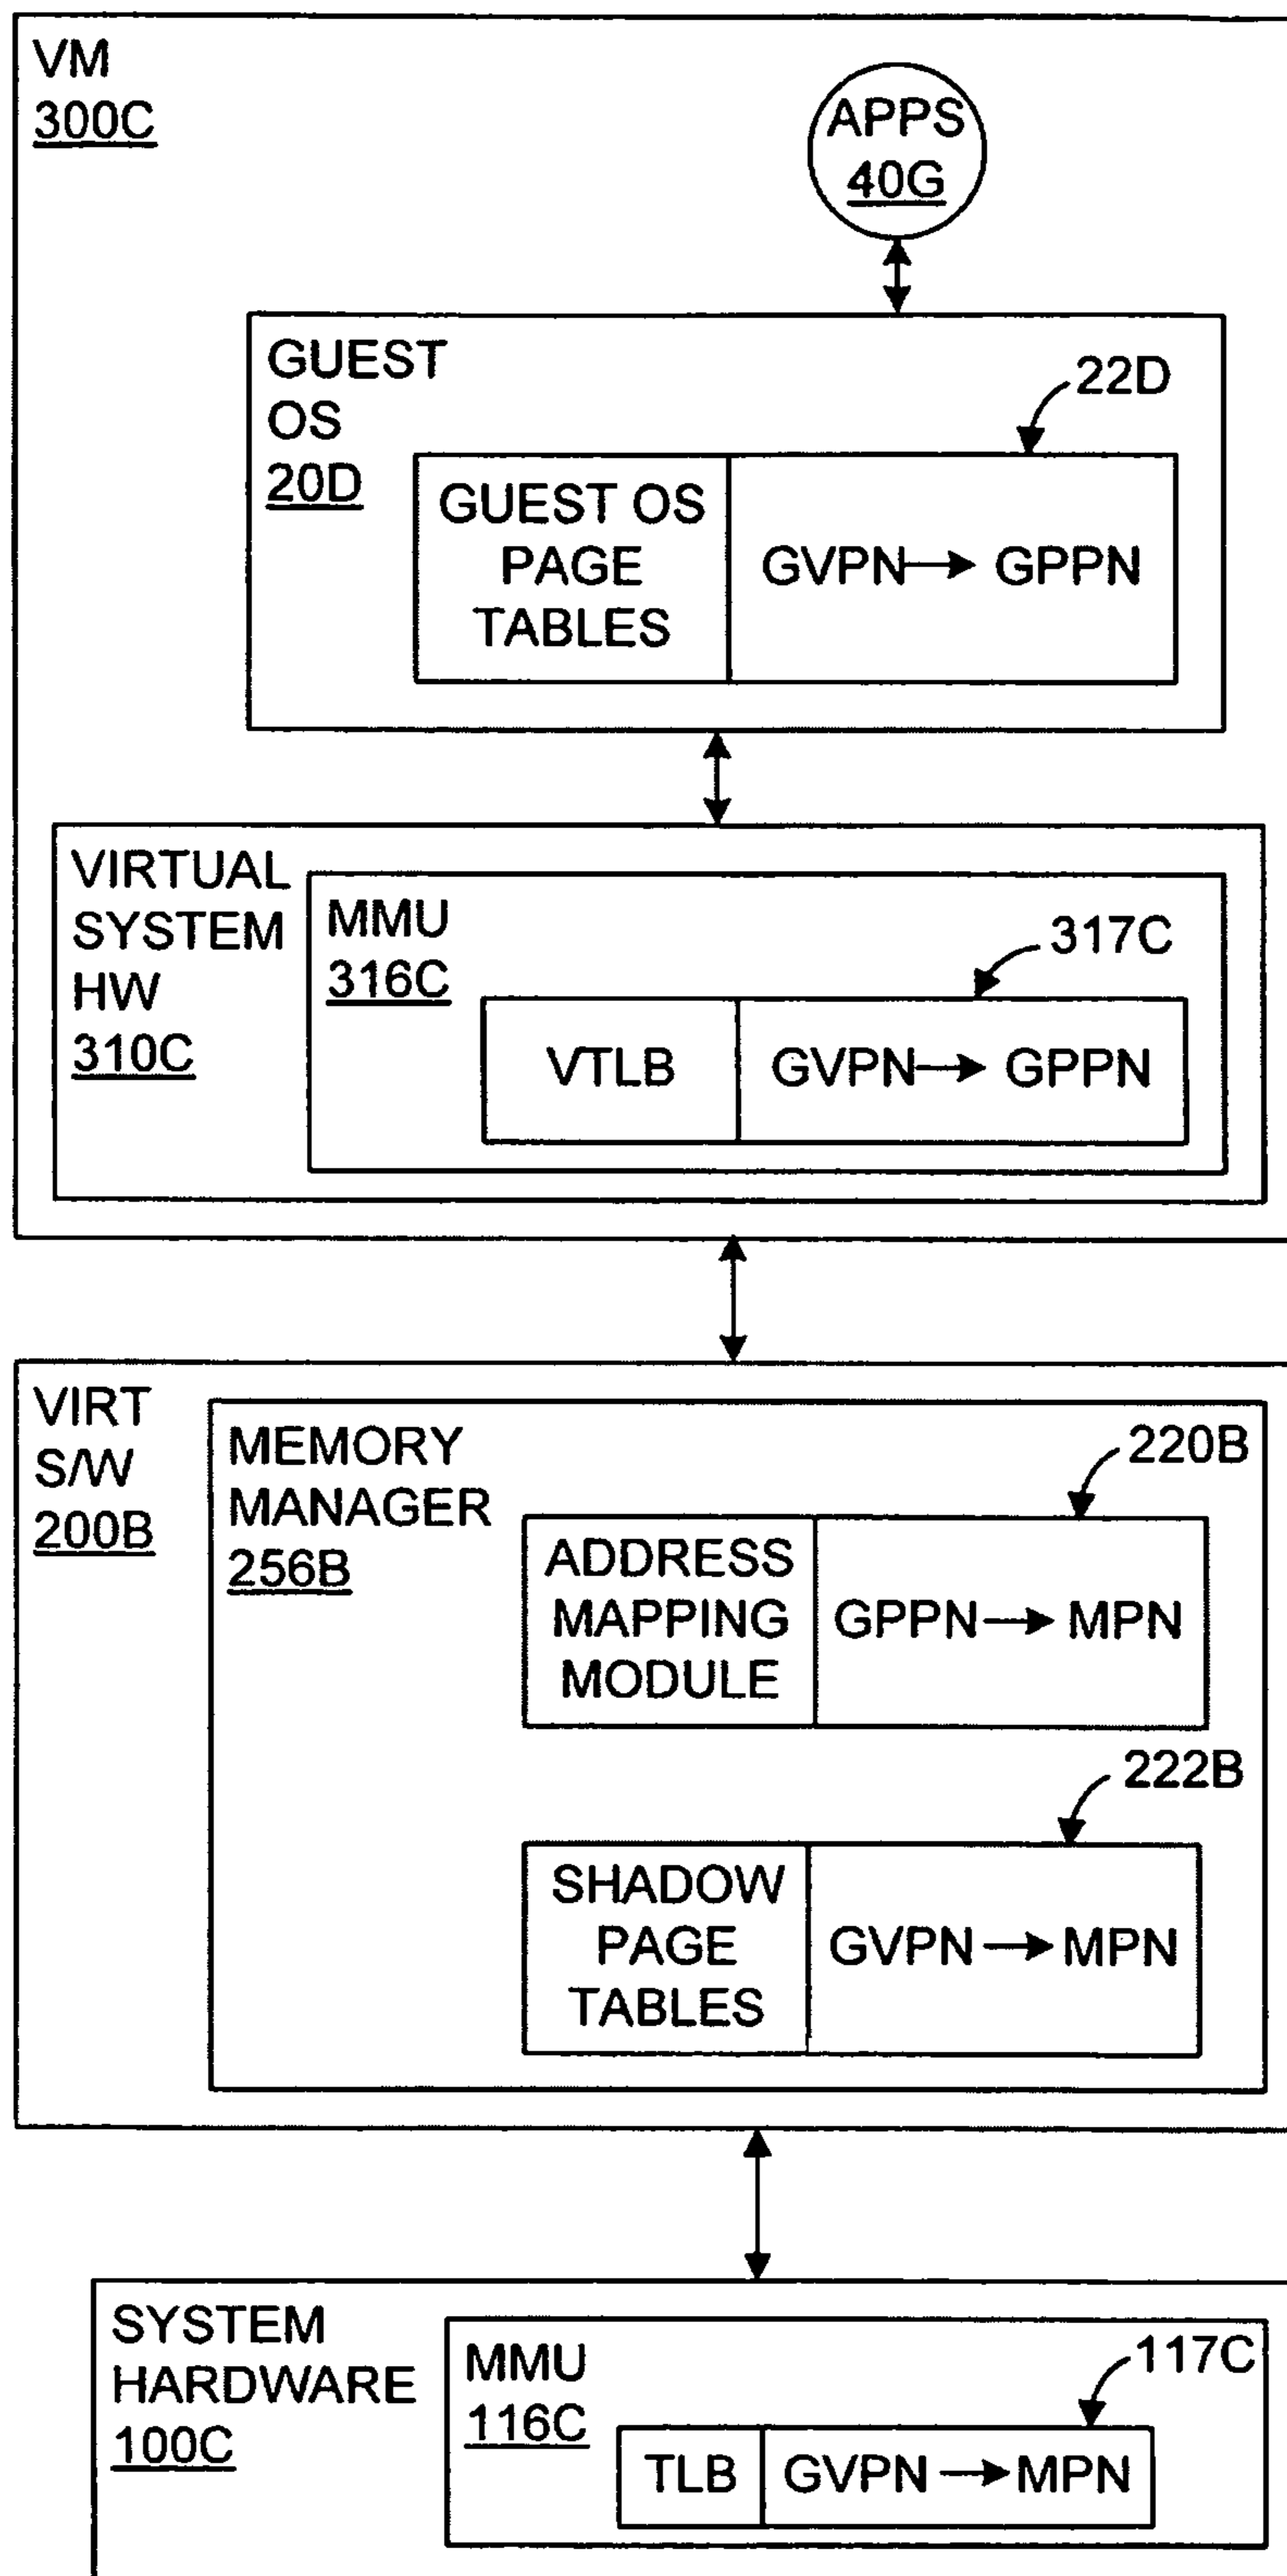 VM
300C
APPS
40G
GUEST
OS
20D
22D
GUEST OS
PAGE
TABLES
GVPN → GPPN
VIRTUAL
SYSTEM
HW
310C
MMU
316C
317C
VTLB
GVPN → GPPN
VIRT
S/W
200B
MEMORY
MANAGER
256B
220B
ADDRESS
MAPPING
MODULE
GPPN → MPN
222B
SHADOW
PAGE
TABLES
GVPN → MPN
SYSTEM
HARDWARE
100C
MMU
116C
117C
TLB
GVPN → MPN